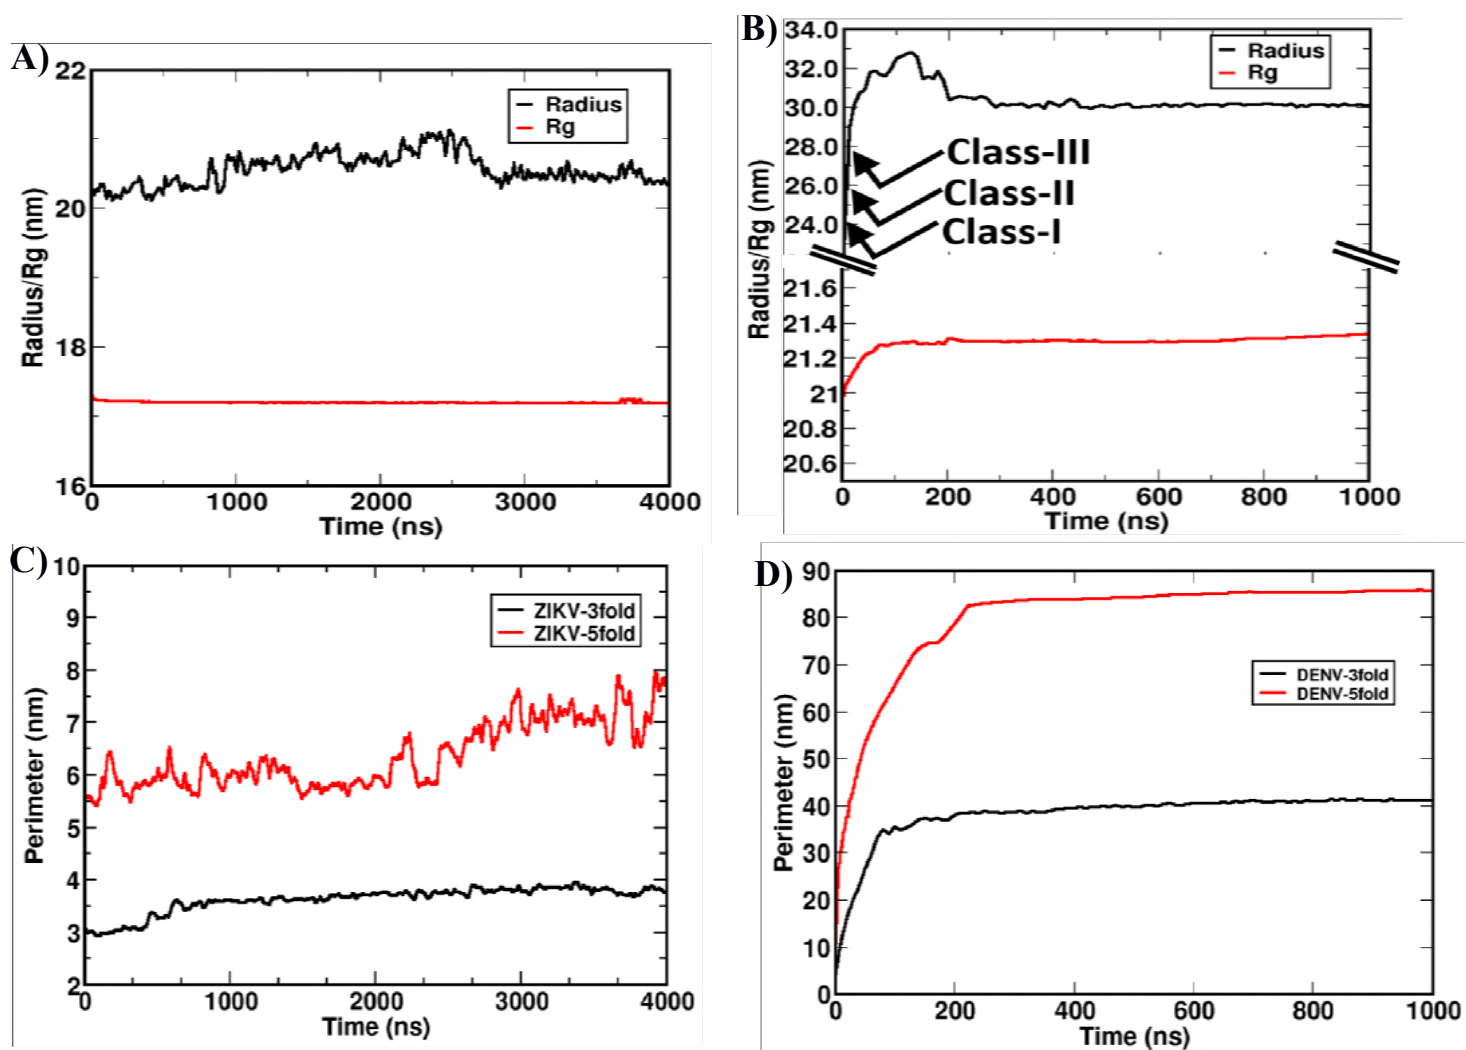 A)
22
20
18
16
Radius/Rg (nm)
Radius
Rg
0 1000 2000 3000 4000
Time (ns)
B)
34.0
32.0
30.0
28.0
26.0
24.0
21.6
21.4
21.2
21
20.8
20.6
Radius/Rg (nm)
Radius
Rg
Class-III
Class-II
Class-I
0 200 400 600 800 1000
Time (ns)
C)
10
9
8
7
6
5
4
3
2
Perimeter (nm)
ZIKV-3fold
ZIKV-5fold
0 1000 2000 3000 4000
Time (ns)
D)
90
80
70
60
50
40
30
20
10
0
Perimeter (nm)
DENV-3fold
DENV-5fold
0 200 400 600 800 1000
Time (ns)